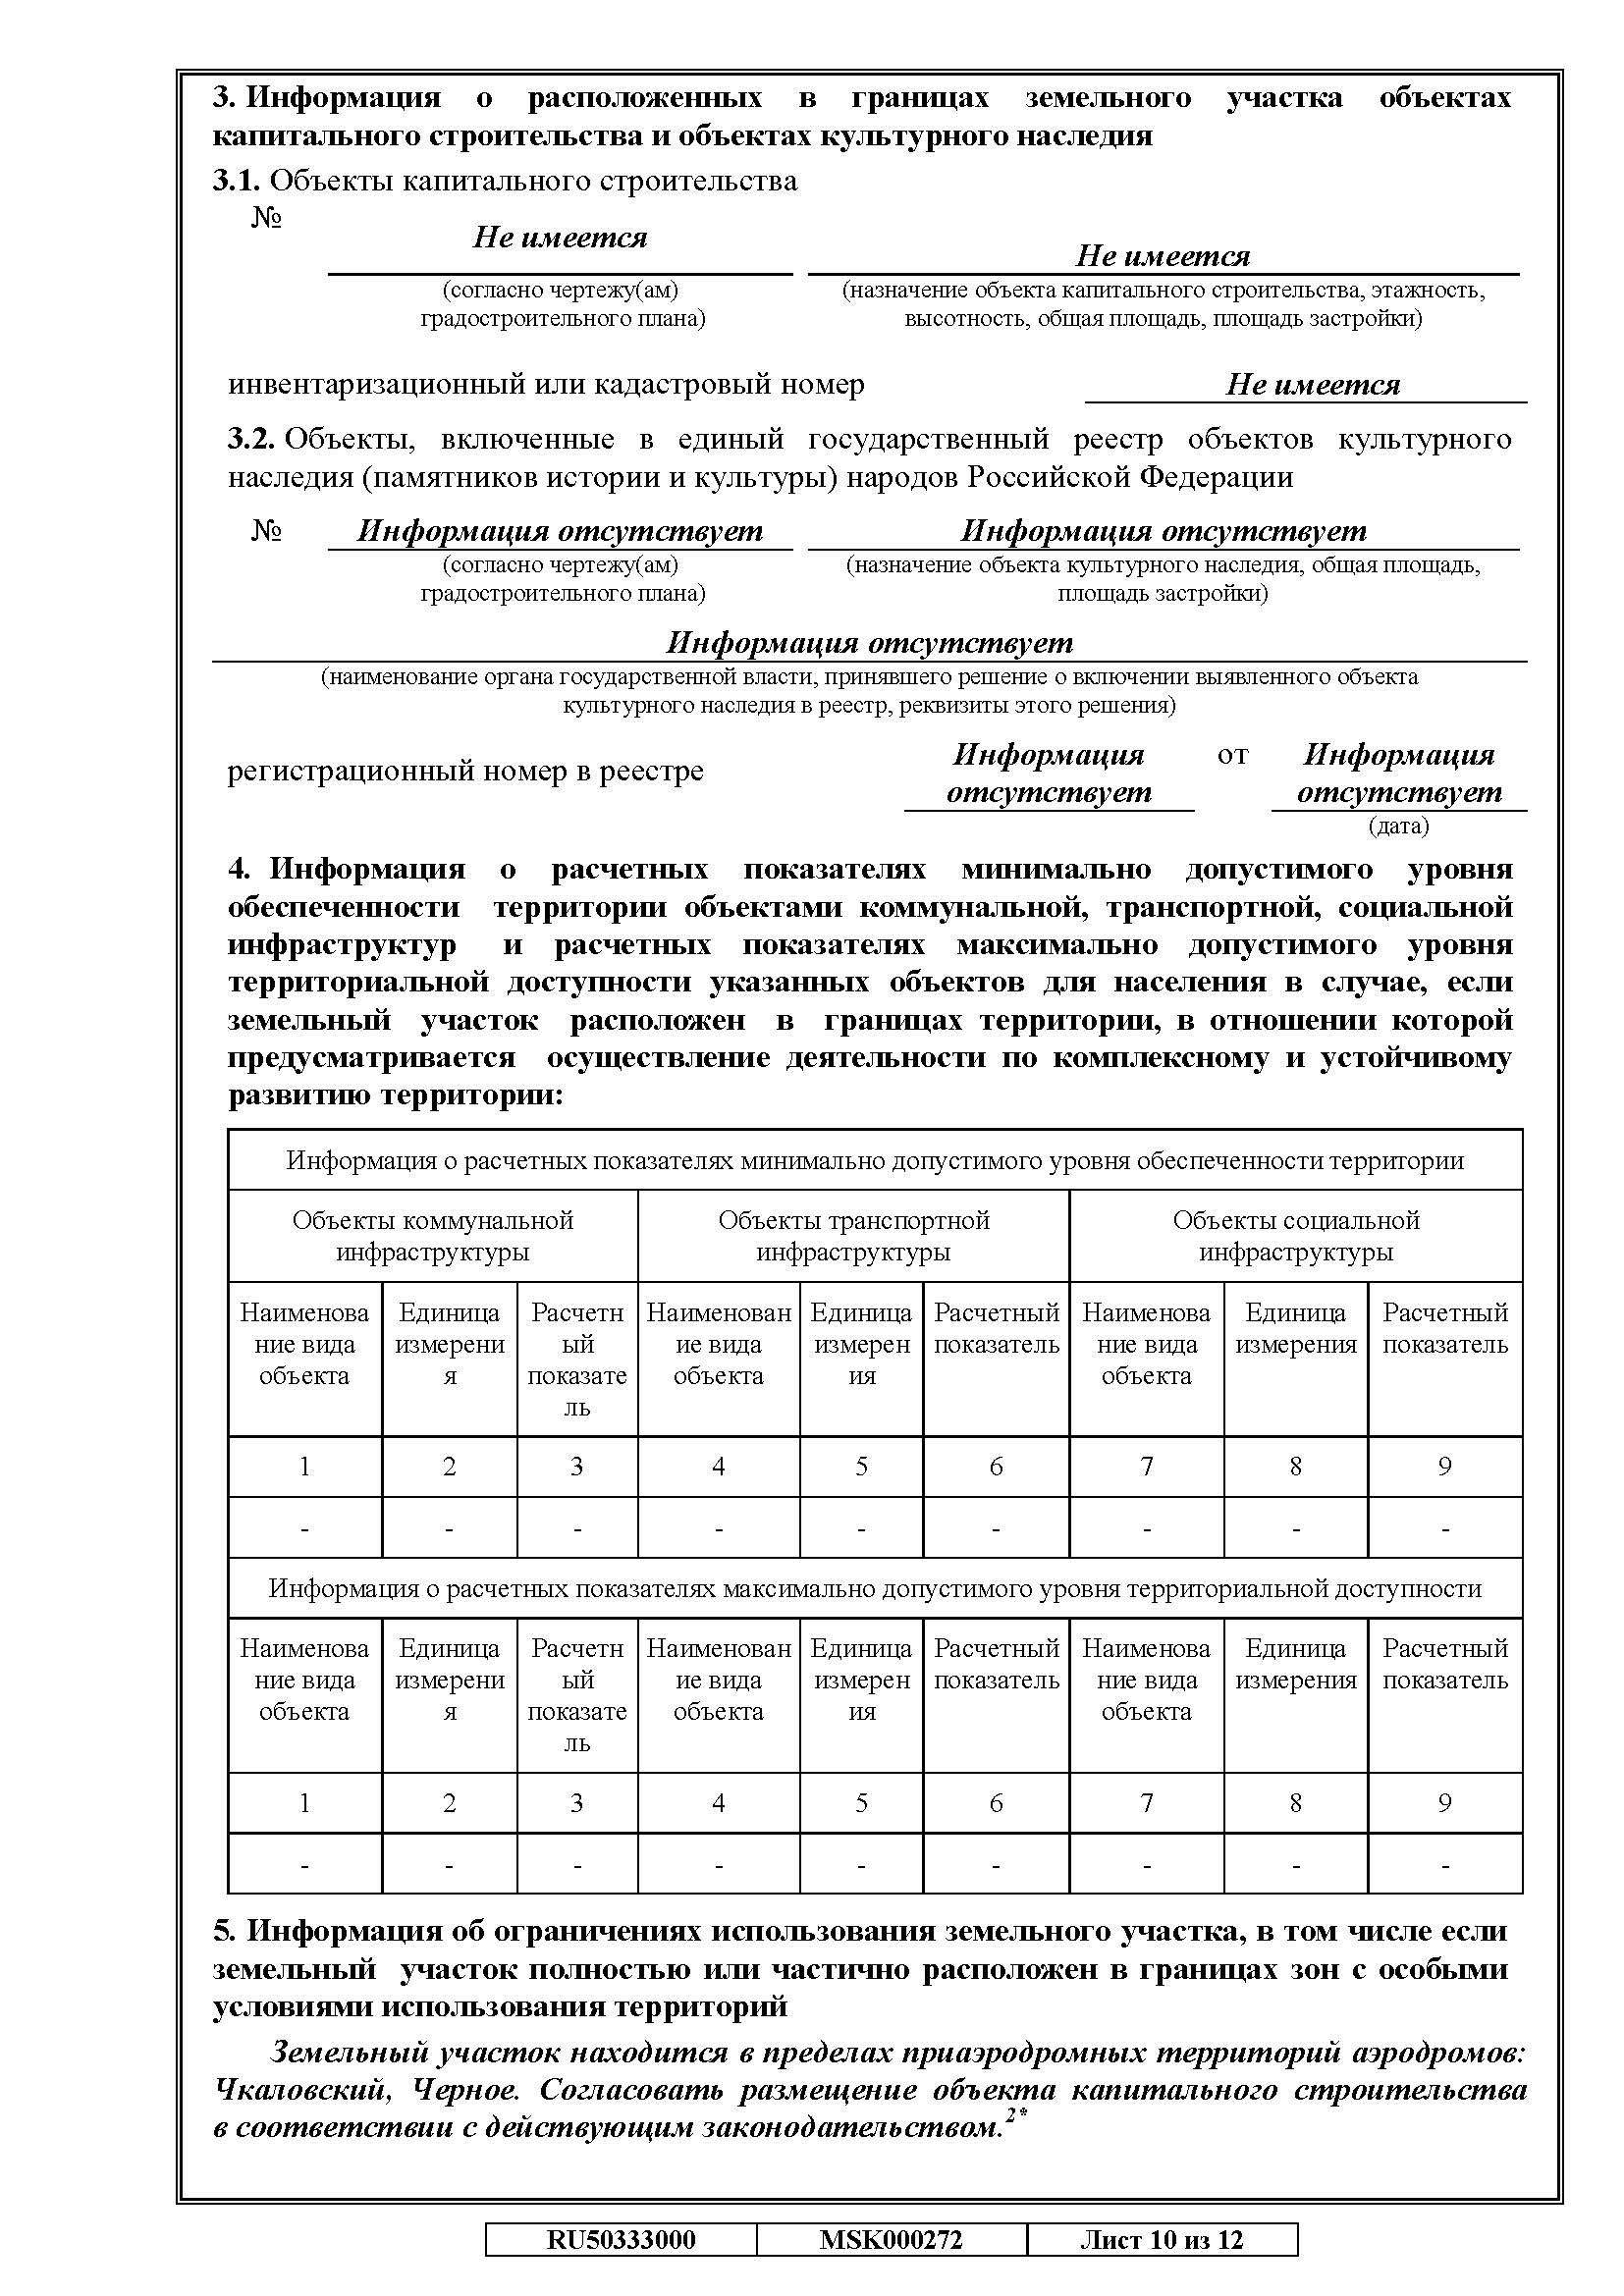 3. Информация о расположенных в границах земельного участка объектах
капитального строительства и объектах культурного наследия
3.1. Объекты капитального строительства
№
Не имеется
Не имеется
(согласно чертежу(ам)
градостроительного плана)
(назначение объекта капитального строительства, этажность,
высотность, общая площадь, площадь застройки)
инвентаризационный или кадастровый номер
Не имеется
3.2. Объекты, включенные в единый государственный реестр объектов культурного
наследия (памятников истории и культуры) народов Российской Федерации
№ Информация отсутствует Информация отсутствует
(согласно чертежу(ам)
градостроительного плана)
(назначение объекта культурного наследия, общая площадь,
площадь застройки)
Информация отсутствует
(наименование органа государственной власти, принявшего решение о включении выявленного объекта
культурного наследия в реестр, реквизиты этого решения)
регистрационный номер в реестре
Информация
отсутствует
от
Информация
отсутствует
(дата)
4. Информация о расчетных показателях минимально допустимого уровня
обеспеченности территории объектами коммунальной, транспортной, социальной
инфраструктур и расчетных показателях максимально допустимого уровня
территориальной доступности указанных объектов для населения в случае, если
земельный участок расположен в границах территории, в отношении которой
предусматривается осуществление деятельности по комплексному и устойчивому
развитию территории:
Информация о расчетных показателях минимально допустимого уровня обеспеченности территории
Объекты коммунальной
инфраструктуры
Объекты транспортной
инфраструктуры
Объекты социальной
инфраструктуры
Наименова
ние вида
объекта
Единица
измерени
я
Расчетн
ый
показате
ль
Наименован
ие вида
объекта
Единица
измерен
ия
Расчетный
показатель
Наименова
ние вида
объекта
Единица
измерения
Расчетный
показатель
1 2 3 4 5 6 7 8 9
- - - - - - - - -
Информация о расчетных показателях максимально допустимого уровня территориальной доступности
Наименова
ние вида
объекта
Единица
измерени
я
Расчетн
ый
показате
ль
Наименован
ие вида
объекта
Единица
измерен
ия
Расчетный
показатель
Наименова
ние вида
объекта
Единица
измерения
Расчетный
показатель
1 2 3 4 5 6 7 8 9
- - - - - - - - -
5. Информация об ограничениях использования земельного участка, в том числе если
земельный участок полностью или частично расположен в границах зон с особыми
условиями использования территорий
Земельный участок находится в пределах приаэродромных территорий аэродромов:
Чкаловский, Черное. Согласовать размещение объекта капитального строительства
в соответствии с действующим законодательством.2*
RU50333000 MSK000272 Лист 10 из 12